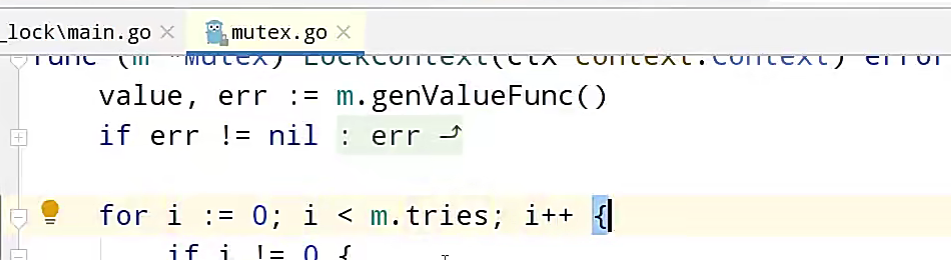 _lock\main.go × mutex.go ×
func (m *Mutex) LockContext(ctx context.Context) error
value, err := m.genValueFunc()
if err != nil : err
for i := 0; i < m.tries; i++ {
if i != 0 {